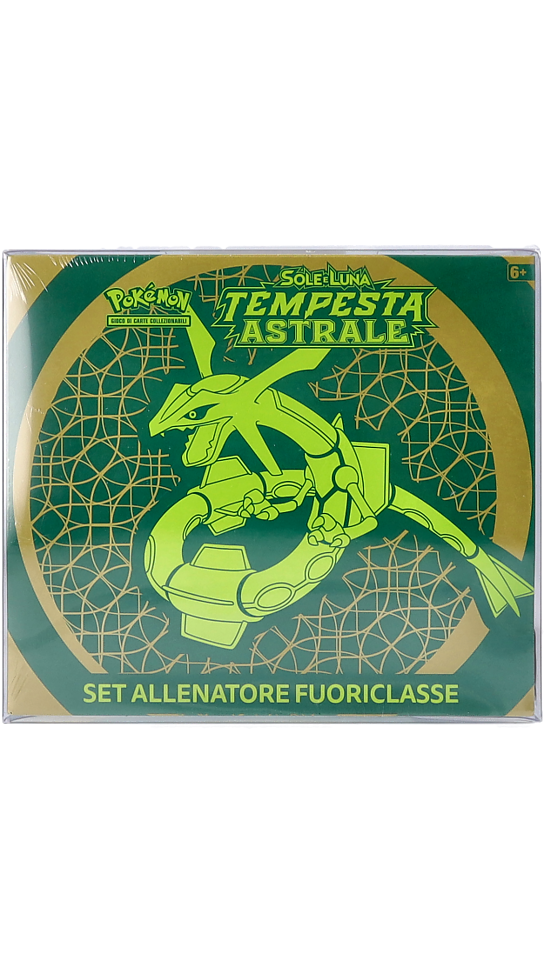 6+
SOLE E LUNA
POKÉMON
GIOCO DI CARTE COLLEZIONABILI
TEMPESTA
ASTRALE
SET ALLENATORE FUORICLASSE